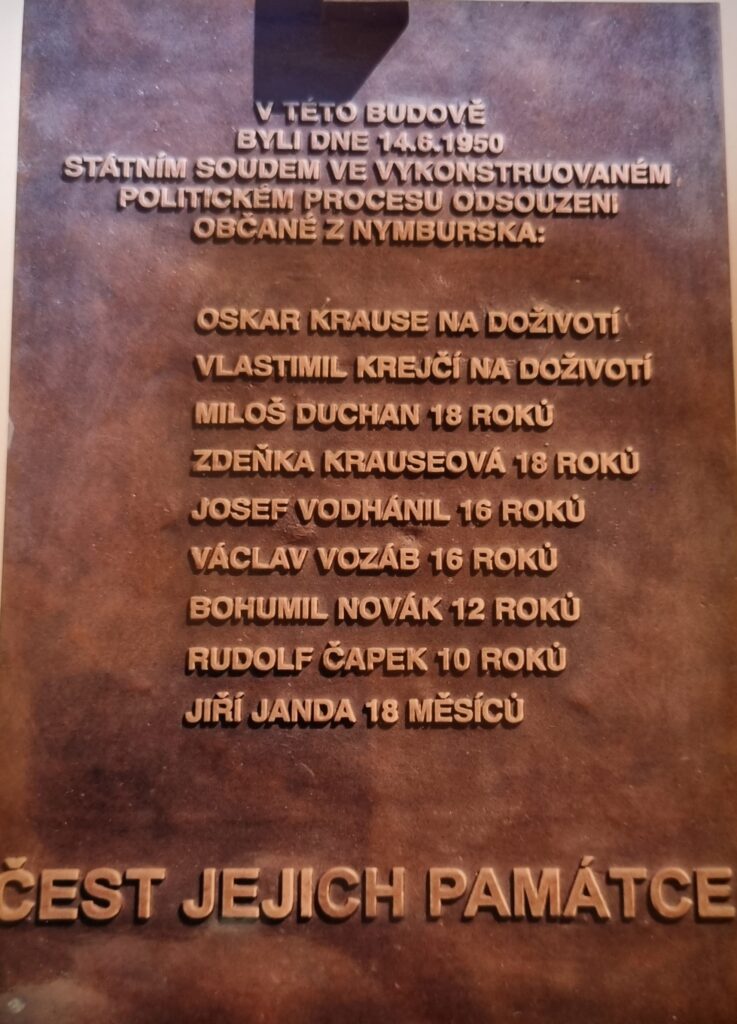 V TÉTO BUDOVĚ
BYLI DNE 14.6.1950
STÁTNÍM SOUDEM VE VYKONSTRUOVANÉM
POLITICKÉM PROCESU ODSOUZENI
OBČANÉ Z NYMBURSKA:
OSKAR KRAUSE NA DOŽIVOTÍ
VLASTIMIL KREJČÍ NA DOŽIVOTÍ
MILOŠ DUCHAN 18 ROKŮ
ZDEŇKA KRAUSEOVÁ 18 ROKŮ
JOSEF VODHÁNIL 16 ROKŮ
VÁCLAV VOZÁB 16 ROKŮ
BOHUMIL NOVÁK 12 ROKŮ
RUDOLF ČAPEK 10 ROKŮ
JIŘÍ JANDA 18 MĚSÍCŮ
ČEST JEJICH PAMÁTCE